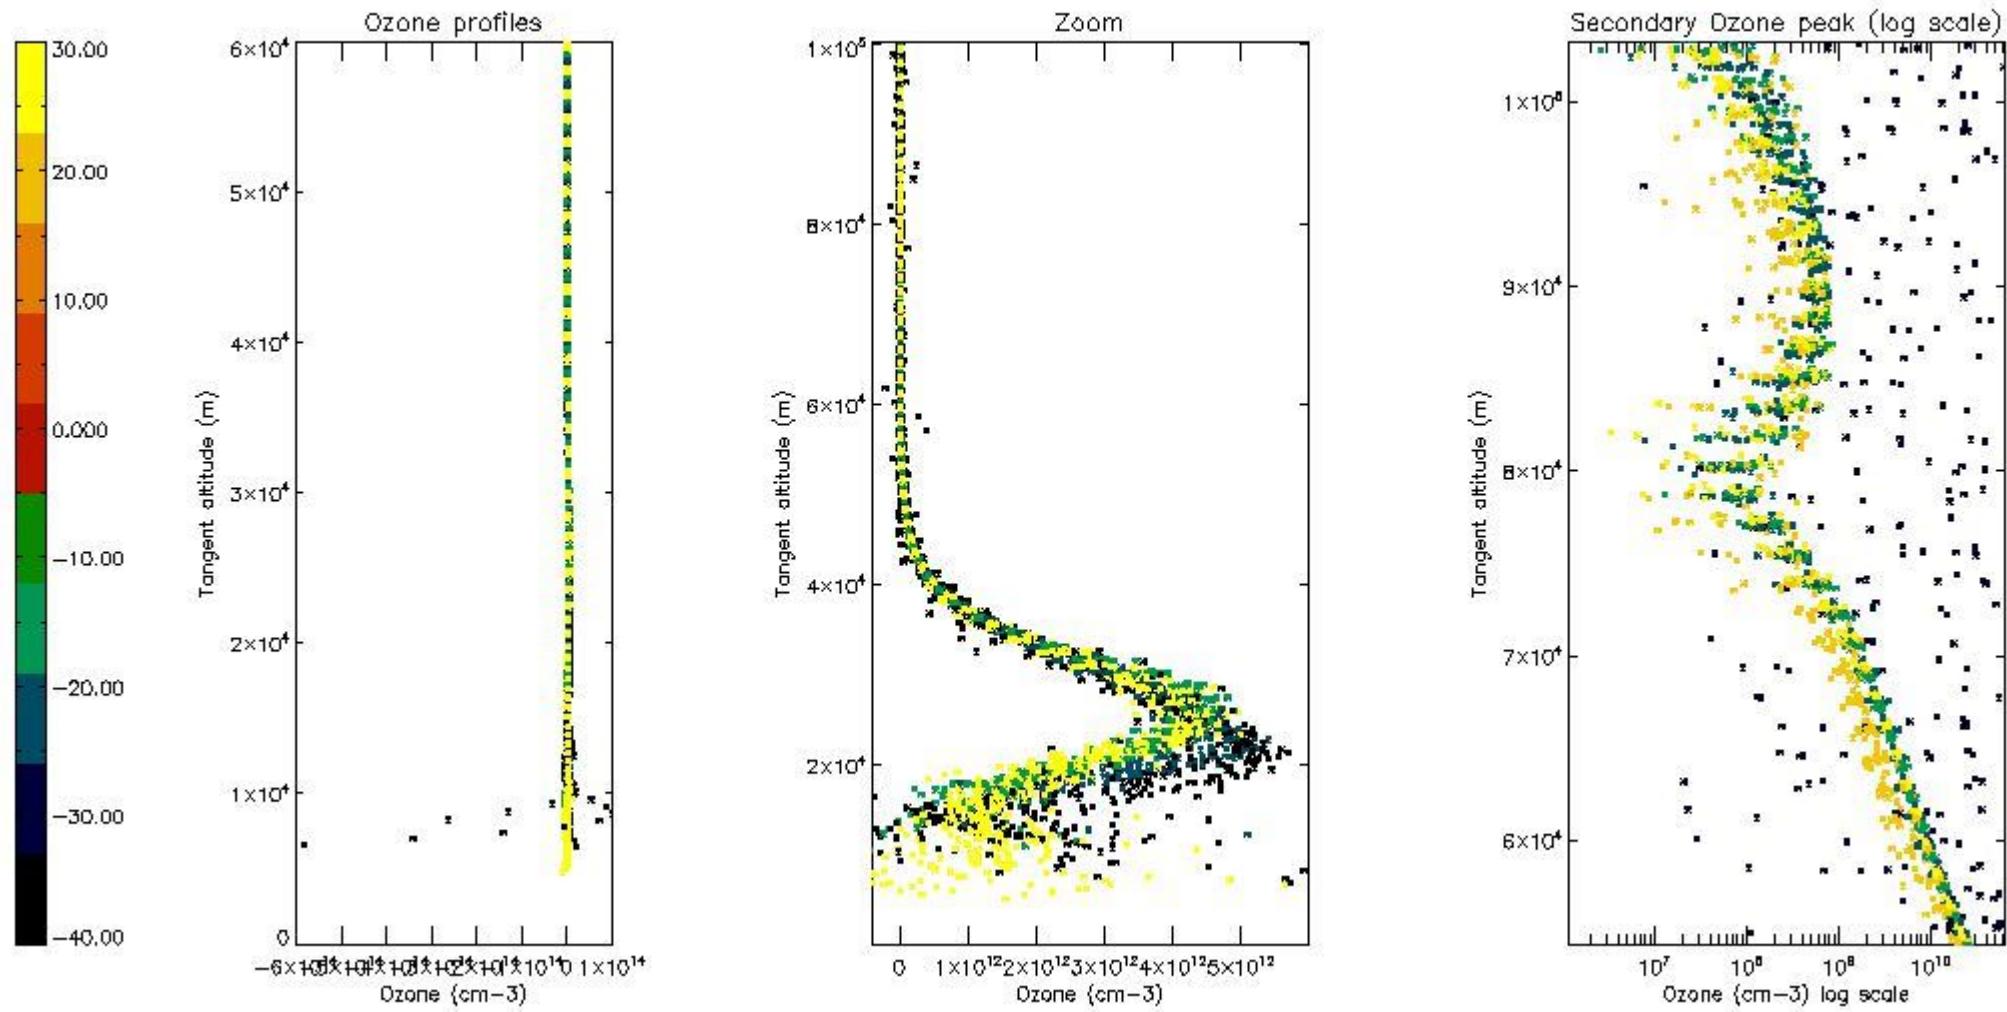 Ozone profiles
Zoom
Secondary Ozone peak (log scale)
30.00
20.00
10.00
0.000
−10.00
−20.00
−30.00
−40.00
6×10⁴
5×10⁴
4×10⁴
3×10⁴
2×10⁴
1×10⁴
0
Tangent altitude (m)
0 1×10¹⁴
Ozone (cm−3)
1×10⁵
8×10⁴
6×10⁴
4×10⁴
2×10⁴
Tangent altitude (m)
0 1×10¹² 2×10¹² 3×10¹² 4×10¹² 5×10¹²
Ozone (cm−3)
9×10⁴
8×10⁴
7×10⁴
6×10⁴
Tangent altitude (m)
10⁷ 10⁸ 10⁹ 10¹⁰
Ozone (cm−3) log scale